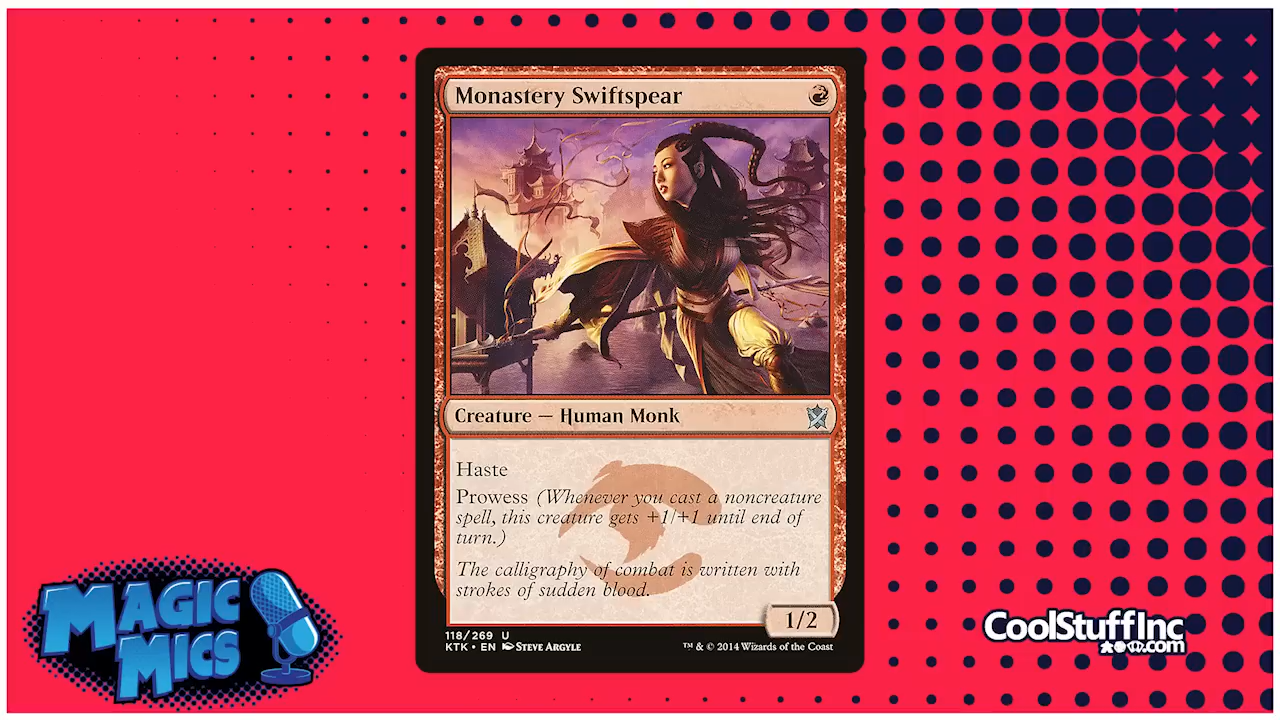 Monastery Swiftspear
Creature — Human Monk
Haste
Prowess (Whenever you cast a noncreature
spell, this creature gets +1/+1 until end of
turn.)
The calligraphy of combat is written with
strokes of sudden blood.
1/2
118/269 U
KTK • EN STEVE ARGYLE
™ & © 2014 Wizards of the Coast
MAGIC
MICS
CoolStuffInc
.com